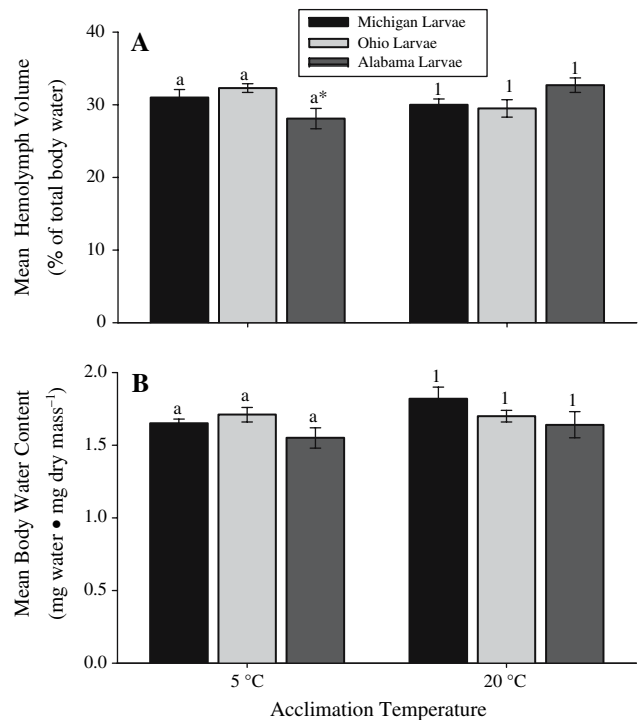 Michigan Larvae
Ohio Larvae
Alabama Larvae
A
Mean Hemolymph Volume
(% of total body water)
40
30
20
10
0
a
a
a*
1
1
1
B
Mean Body Water Content
(mg water • mg dry mass⁻¹)
2.0
1.5
1.0
0.5
0.0
a
a
a
1
1
1
5 °C
20 °C
Acclimation Temperature